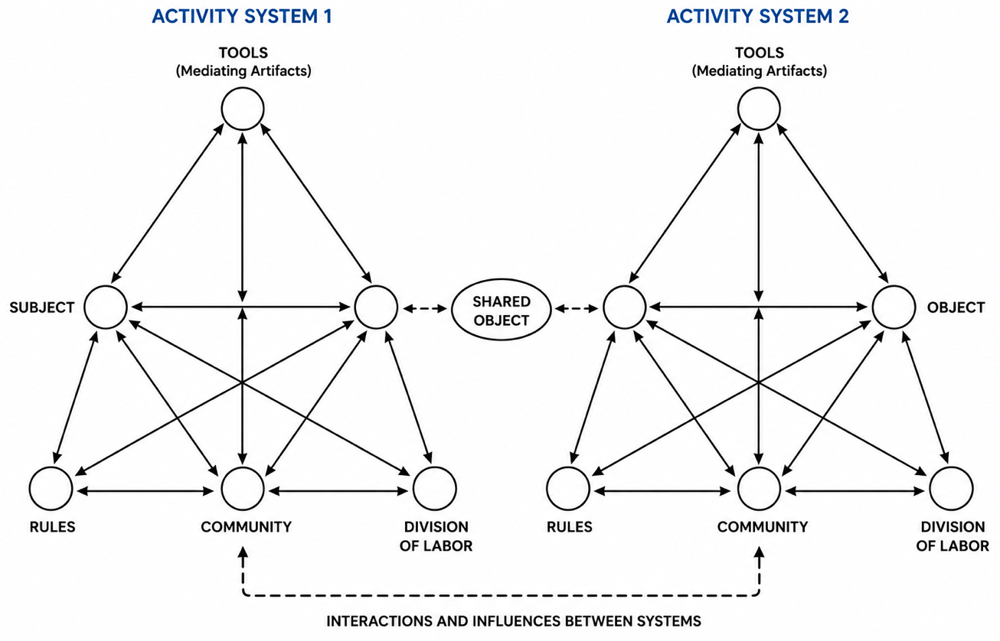 ACTIVITY SYSTEM 1
ACTIVITY SYSTEM 2
TOOLS
(Mediating Artifacts)
TOOLS
(Mediating Artifacts)
SUBJECT
SHARED
OBJECT
OBJECT
RULES
COMMUNITY
DIVISION
OF LABOR
RULES
COMMUNITY
DIVISION
OF LABOR
INTERACTIONS AND INFLUENCES BETWEEN SYSTEMS